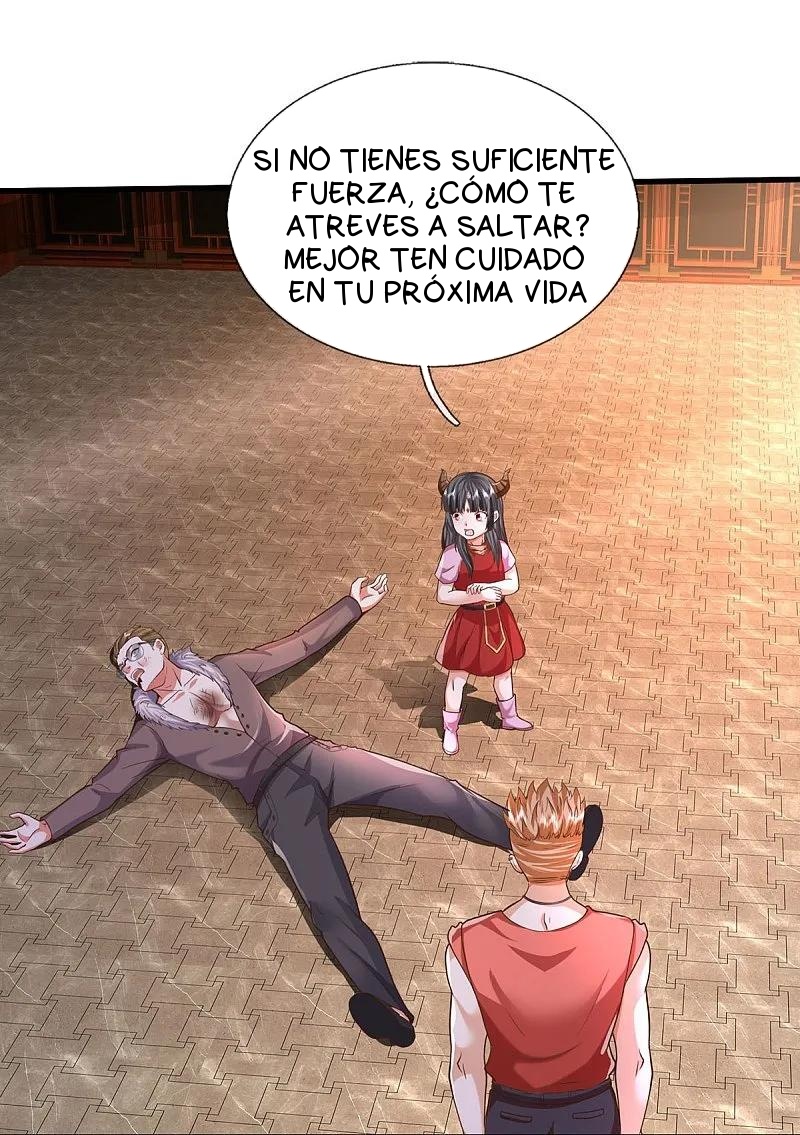 SI NO TIENES SUFICIENTE
FUERZA, ¿CÓMO TE
ATREVES A SALTAR?
MEJOR TEN CUIDADO
EN TU PRÓXIMA VIDA